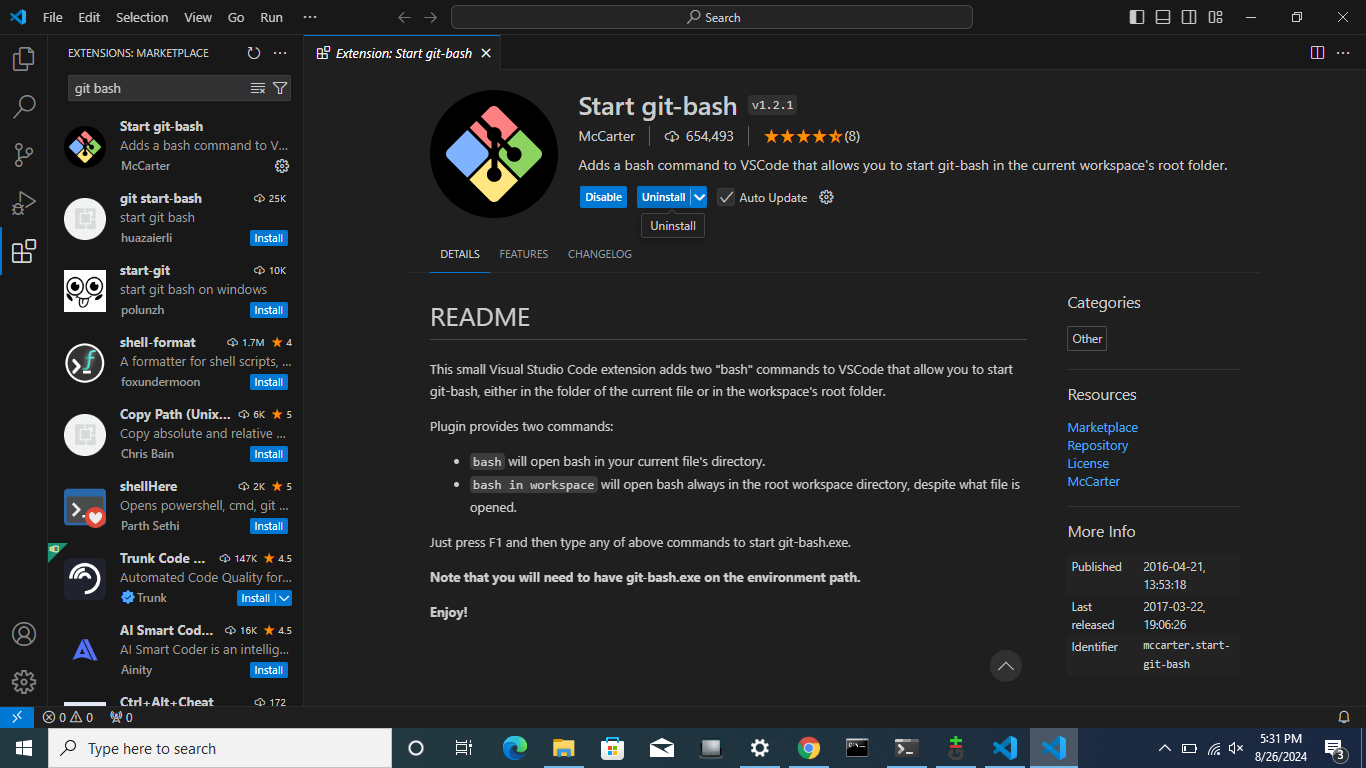 File Edit Selection View Go Run ···
Search
EXTENSIONS: MARKETPLACE
git bash
Start git-bash
Adds a bash command to V...
McCarter
git start-bash 25K
start git bash
huazaierli Install
start-git 10K
start git bash on windows
polunzh Install
shell-format 1.7M 4
A formatter for shell scripts, ...
foxundermoon Install
Copy Path (Unix... 6K 5
Copy absolute and relative ...
Chris Bain Install
shellHere 2K 5
Opens powershell, cmd, git ...
Parth Sethi Install
Trunk Code ... 147K 4.5
Automated Code Quality for...
Trunk Install
AI Smart Cod... 16K 4.5
AI Smart Coder is an intellig...
Ainity Install
Ctrl+Alt+Cheat 172
Extension: Start git-bash
Start git-bash v1.2.1
McCarter 654,493 (8)
Adds a bash command to VSCode that allows you to start git-bash in the current workspace's root folder.
Disable Uninstall Auto Update
Uninstall
DETAILS FEATURES CHANGELOG
README
This small Visual Studio Code extension adds two "bash" commands to VSCode that allow you to start
git-bash, either in the folder of the current file or in the workspace's root folder.
Plugin provides two commands:
• bash will open bash in your current file's directory.
• bash in workspace will open bash always in the root workspace directory, despite what file is
opened.
Just press F1 and then type any of above commands to start git-bash.exe.
Note that you will need to have git-bash.exe on the environment path.
Enjoy!
Categories
Other
Resources
Marketplace
Repository
License
McCarter
More Info
Published 2016-04-21,
13:53:18
Last 2017-03-22,
released 19:06:26
Identifier mccarter.start-
git-bash
0 0 0
Type here to search
5:31 PM
8/26/2024
3